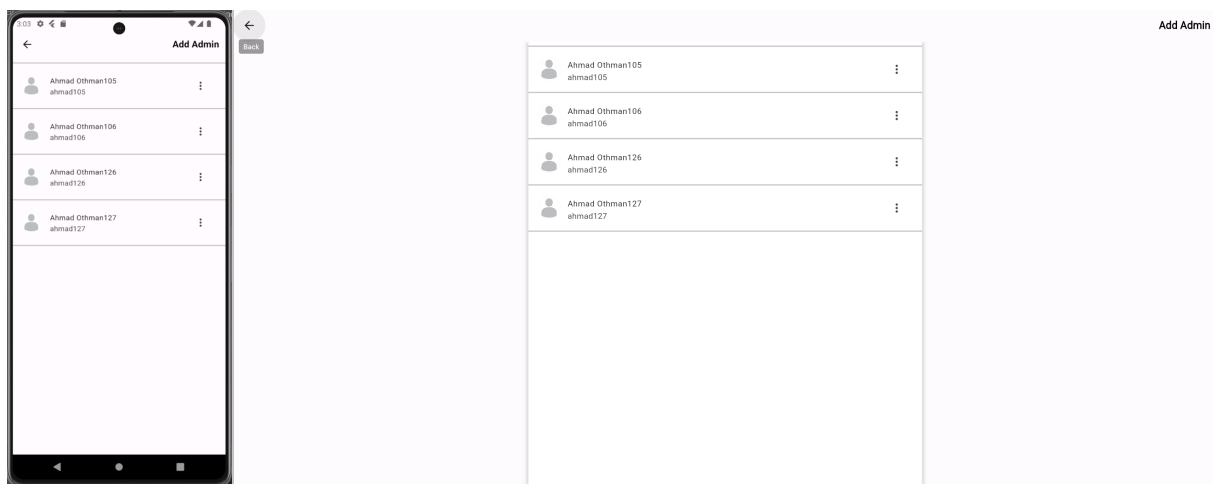 3:03
Add Admin
Ahmad Othman105
ahmad105
Ahmad Othman106
ahmad106
Ahmad Othman126
ahmad126
Ahmad Othman127
ahmad127
Add Admin
Back
Ahmad Othman105
ahmad105
Ahmad Othman106
ahmad106
Ahmad Othman126
ahmad126
Ahmad Othman127
ahmad127